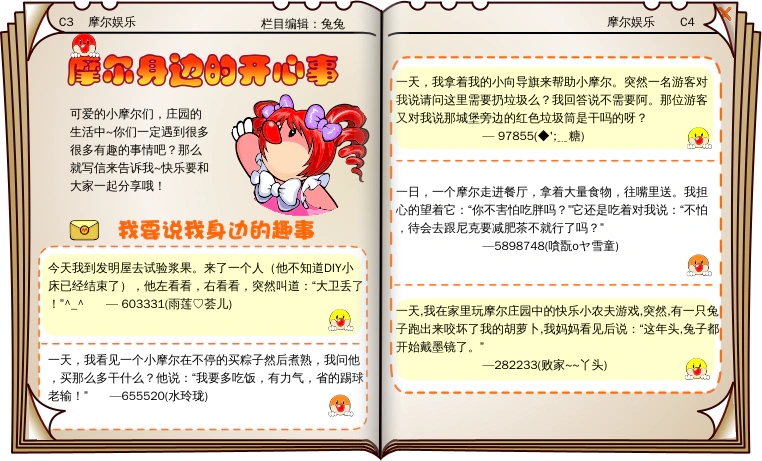 C3 摩尔娱乐
栏目编辑：兔兔
摩尔身边的开心事
可爱的小摩尔们，庄园的
生活中~你们一定遇到很多
很多有趣的事情吧？那么
就写信来告诉我~快乐要和
大家一起分享哦！
我要说我身边的趣事
今天我到发明屋去试验浆果。来了一个人（他不知道DIY小
床已经结束了），他左看看，右看看，突然叫道：“大卫丢了
！”^_^ — 603331(雨莲♡荟儿)
一天，我看见一个小摩尔在不停的买粽子然后煮熟，我问他
，买那么多干什么？他说：“我要多吃饭，有力气，省的踢球
老输！” —655520(水玲珑)
摩尔娱乐 C4
一天，我拿着我的小向导旗来帮助小摩尔。突然一名游客对
我说请问这里需要扔垃圾么？我回答说不需要阿。那位游客
又对我说那城堡旁边的红色垃圾筒是干吗的呀？
— 97855(◆';﹎糖)
一日，一个摩尔走进餐厅，拿着大量食物，往嘴里送。我担
心的望着它：“你不害怕吃胖吗？”它还是吃着对我说：“不怕
，待会去跟尼克要减肥茶不就行了吗？”
—5898748(嗆翫oヤ雪童)
一天,我在家里玩摩尔庄园中的快乐小农夫游戏,突然,有一只兔
子跑出来咬坏了我的胡萝卜,我妈妈看见后说：“这年头,兔子都
开始戴墨镜了。”
—282233(败家~~丫头)